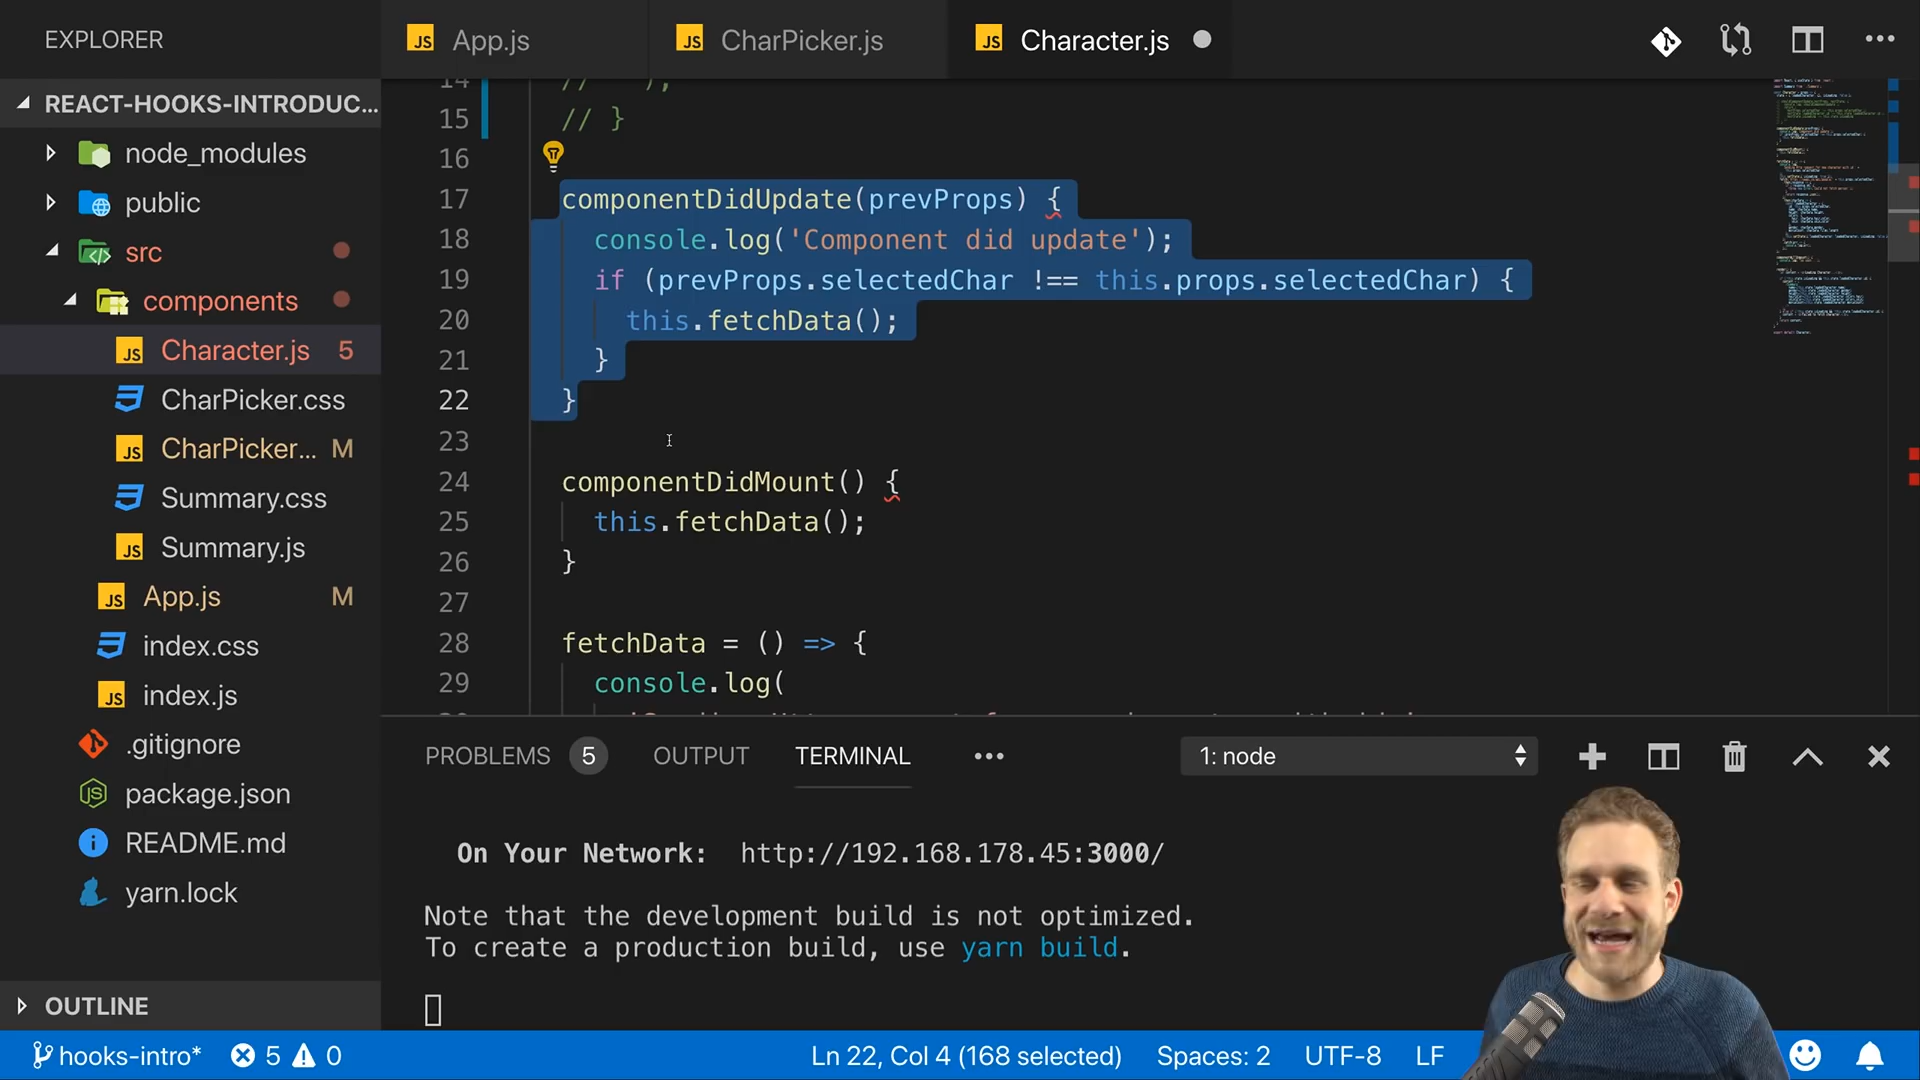 EXPLORER
App.js
CharPicker.js
Character.js
REACT-HOOKS-INTRODUC...
node_modules
public
src
components
Character.js 5
CharPicker.css
CharPicker... M
Summary.css
Summary.js
App.js M
index.css
index.js
.gitignore
package.json
README.md
yarn.lock
OUTLINE
14 // );
15 // }
16
17 componentDidUpdate(prevProps) {
18 console.log('Component did update');
19 if (prevProps.selectedChar !== this.props.selectedChar) {
20 this.fetchData();
21 }
22 }
23
24 componentDidMount() {
25 this.fetchData();
26 }
27
28 fetchData = () => {
29 console.log(
PROBLEMS 5 OUTPUT TERMINAL ••• 1: node
On Your Network: http://192.168.178.45:3000/
Note that the development build is not optimized.
To create a production build, use yarn build.
hooks-intro* 5 0 Ln 22, Col 4 (168 selected) Spaces: 2 UTF-8 LF